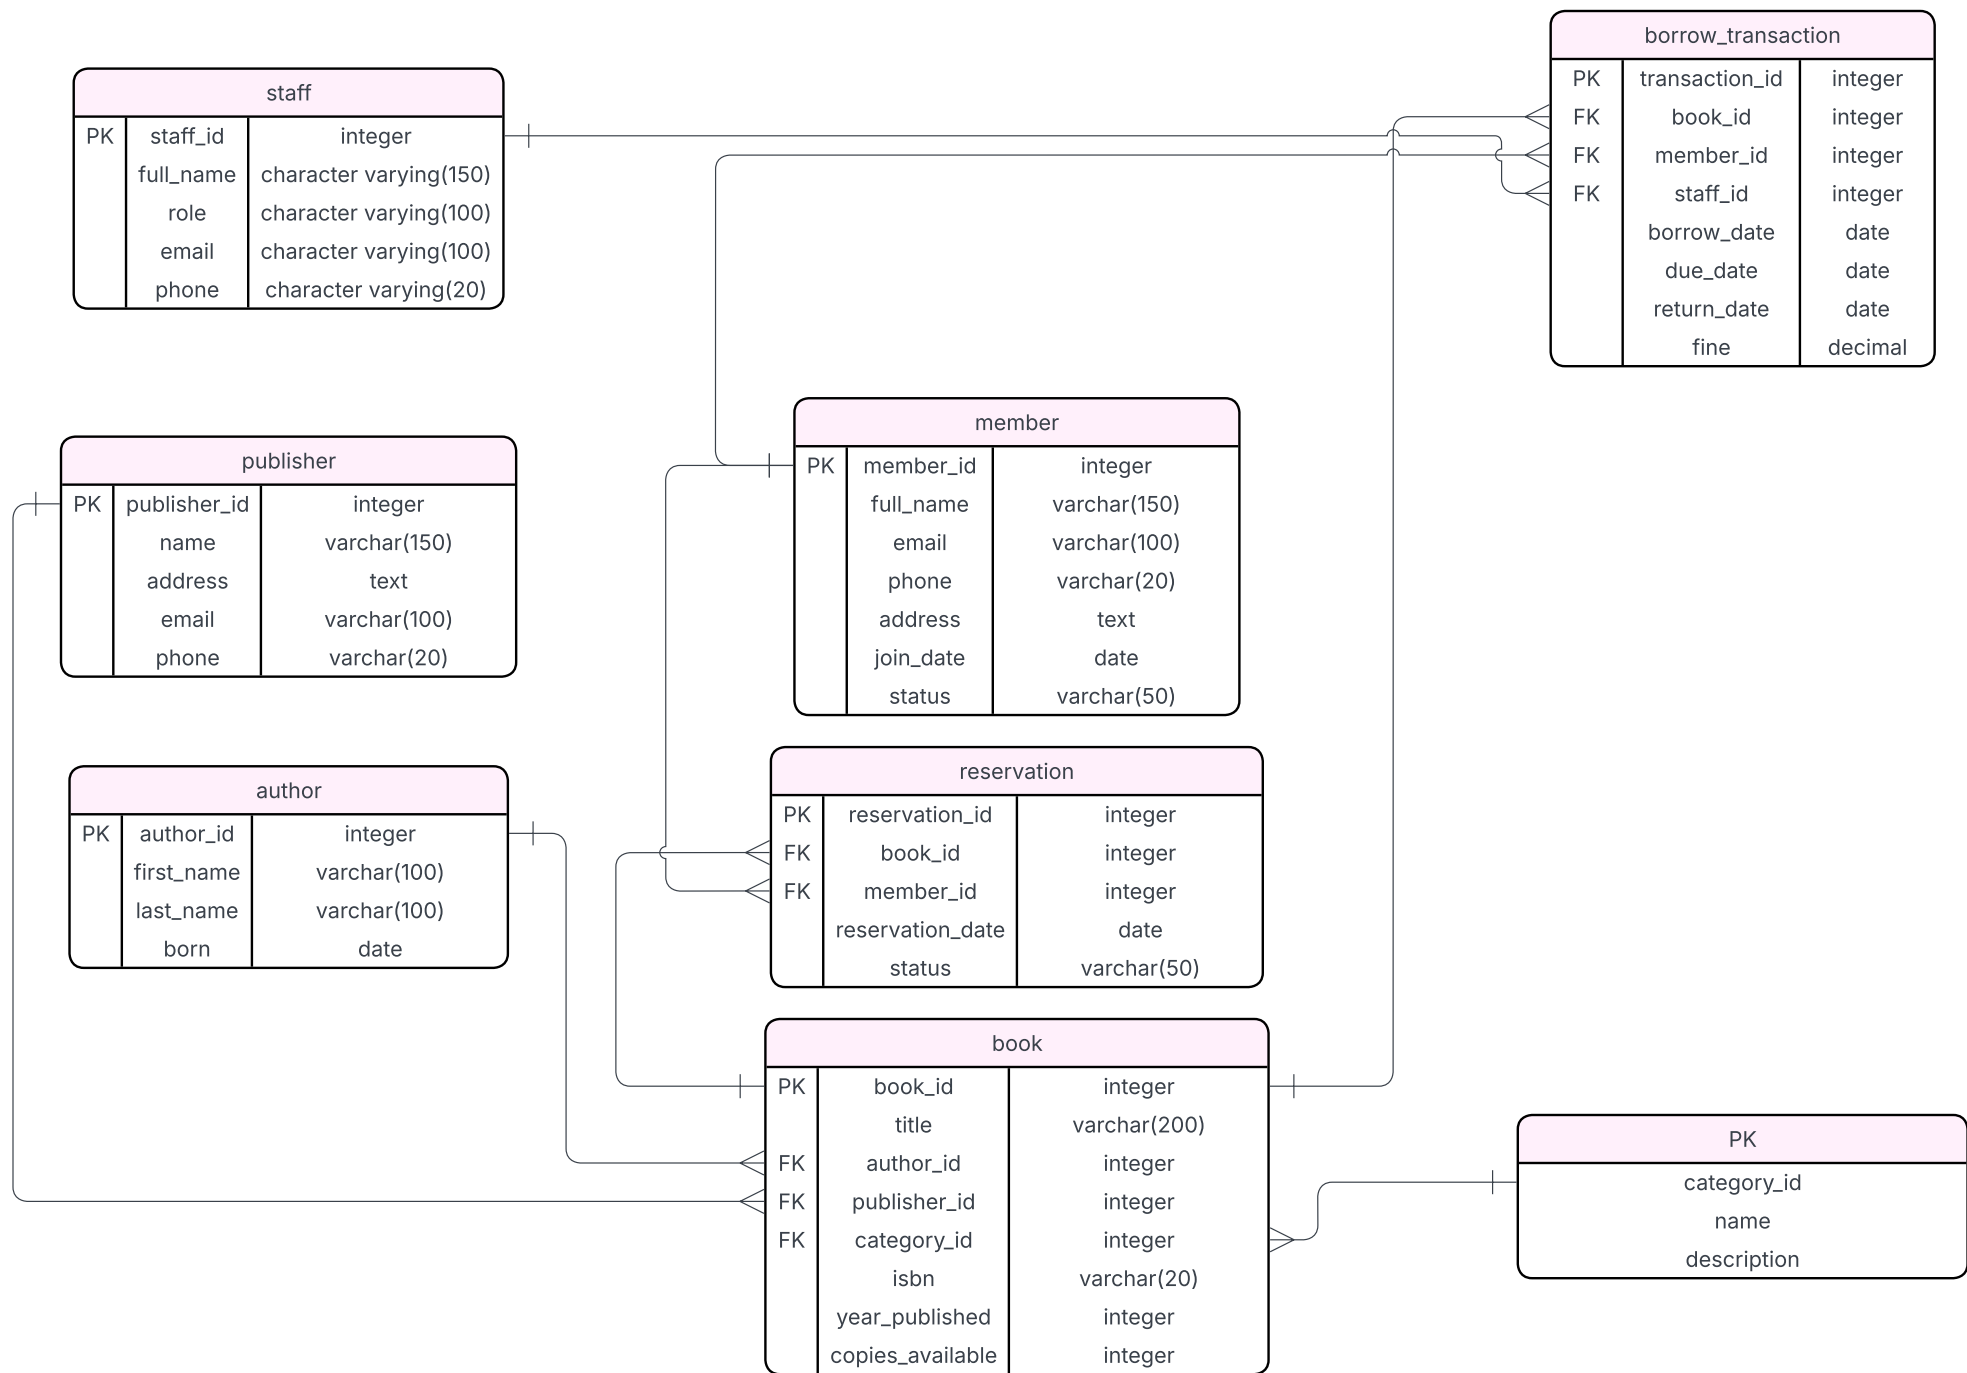 borrow_transaction
PK transaction_id integer
FK book_id integer
FK member_id integer
FK staff_id integer
borrow_date date
due_date date
return_date date
fine decimal
staff
PK staff_id integer
full_name character varying(150)
role character varying(100)
email character varying(100)
phone character varying(20)
member
PK member_id integer
full_name varchar(150)
email varchar(100)
phone varchar(20)
address text
join_date date
status varchar(50)
publisher
PK publisher_id integer
name varchar(150)
address text
email varchar(100)
phone varchar(20)
author
PK author_id integer
first_name varchar(100)
last_name varchar(100)
born date
reservation
PK reservation_id integer
FK book_id integer
FK member_id integer
reservation_date date
status varchar(50)
book
PK book_id integer
title varchar(200)
FK author_id integer
FK publisher_id integer
FK category_id integer
isbn varchar(20)
year_published integer
copies_available integer
PK
category_id
name
description